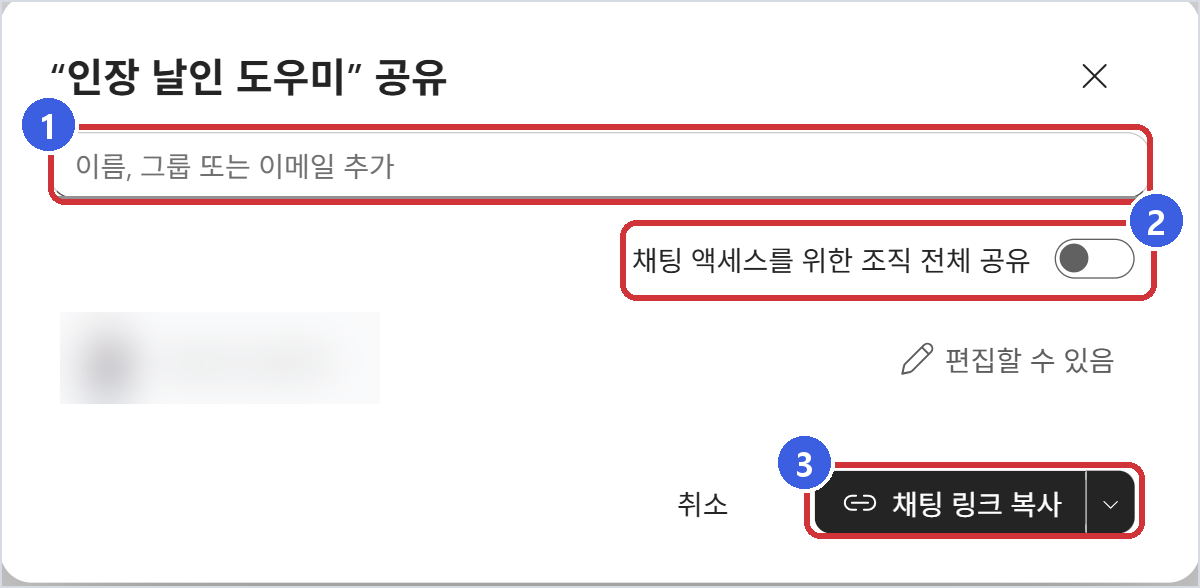 “인장 날인 도우미” 공유
1
이름, 그룹 또는 이메일 추가
2
채팅 액세스를 위한 조직 전체 공유
편집할 수 있음
3
취소
채팅 링크 복사